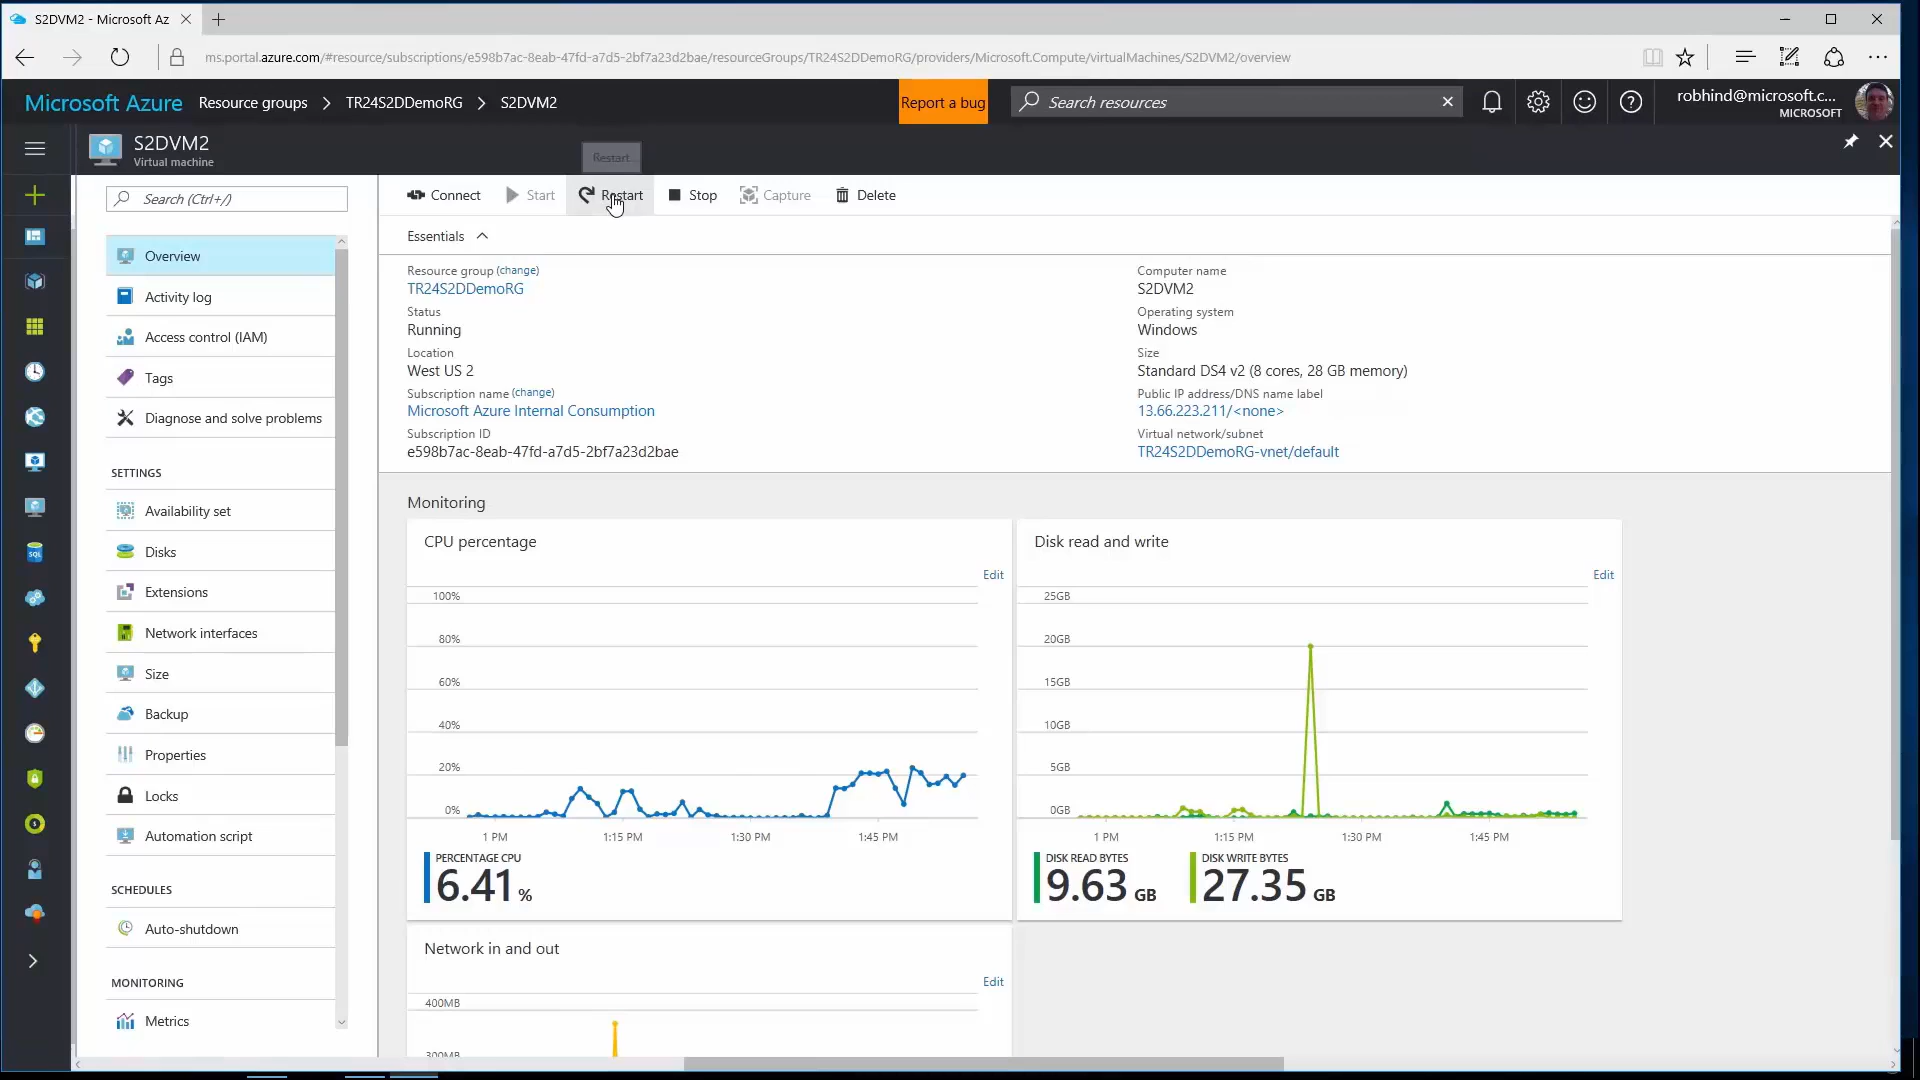 S2DVM2 - Microsoft Az
ms.portal.azure.com/#resource/subscriptions/e598b7ac-8eab-47fd-a7d5-2bf7a23d2bae/resourceGroups/TR24S2DDemoRG/providers/Microsoft.Compute/virtualMachines/S2DVM2/overview
Microsoft Azure Resource groups > TR24S2DDemoRG > S2DVM2
Report a bug
Search resources
robhind@microsoft.c...
MICROSOFT
S2DVM2
Virtual machine
Restart
Search (Ctrl+/)
Connect Start Restart Stop Capture Delete
Overview
Activity log
Access control (IAM)
Tags
Diagnose and solve problems
SETTINGS
Availability set
Disks
Extensions
Network interfaces
Size
Backup
Properties
Locks
Automation script
SCHEDULES
Auto-shutdown
MONITORING
Metrics
SQL
Essentials
Resource group (change)
TR24S2DDemoRG
Status
Running
Location
West US 2
Subscription name (change)
Microsoft Azure Internal Consumption
Subscription ID
e598b7ac-8eab-47fd-a7d5-2bf7a23d2bae
Computer name
S2DVM2
Operating system
Windows
Size
Standard DS4 v2 (8 cores, 28 GB memory)
Public IP address/DNS name label
13.66.223.211/<none>
Virtual network/subnet
TR24S2DDemoRG-vnet/default
Monitoring
CPU percentage
Edit
100%
80%
60%
40%
20%
0%
1 PM 1:15 PM 1:30 PM 1:45 PM
PERCENTAGE CPU
6.41 %
Disk read and write
Edit
25GB
20GB
15GB
10GB
5GB
0GB
1 PM 1:15 PM 1:30 PM 1:45 PM
DISK READ BYTES
9.63 GB
DISK WRITE BYTES
27.35 GB
Network in and out
Edit
400MB
300MB